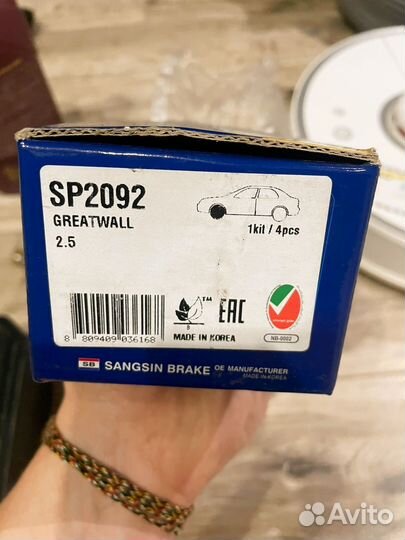 SP2092
GREATWALL
2.5
1kit / 4pcs
8 809409 036168
B
TM
EAC
NB-0002
MADE IN KOREA
SB SANGSIN BRAKE OE MANUFACTURER
MADE IN KOREA
Avito